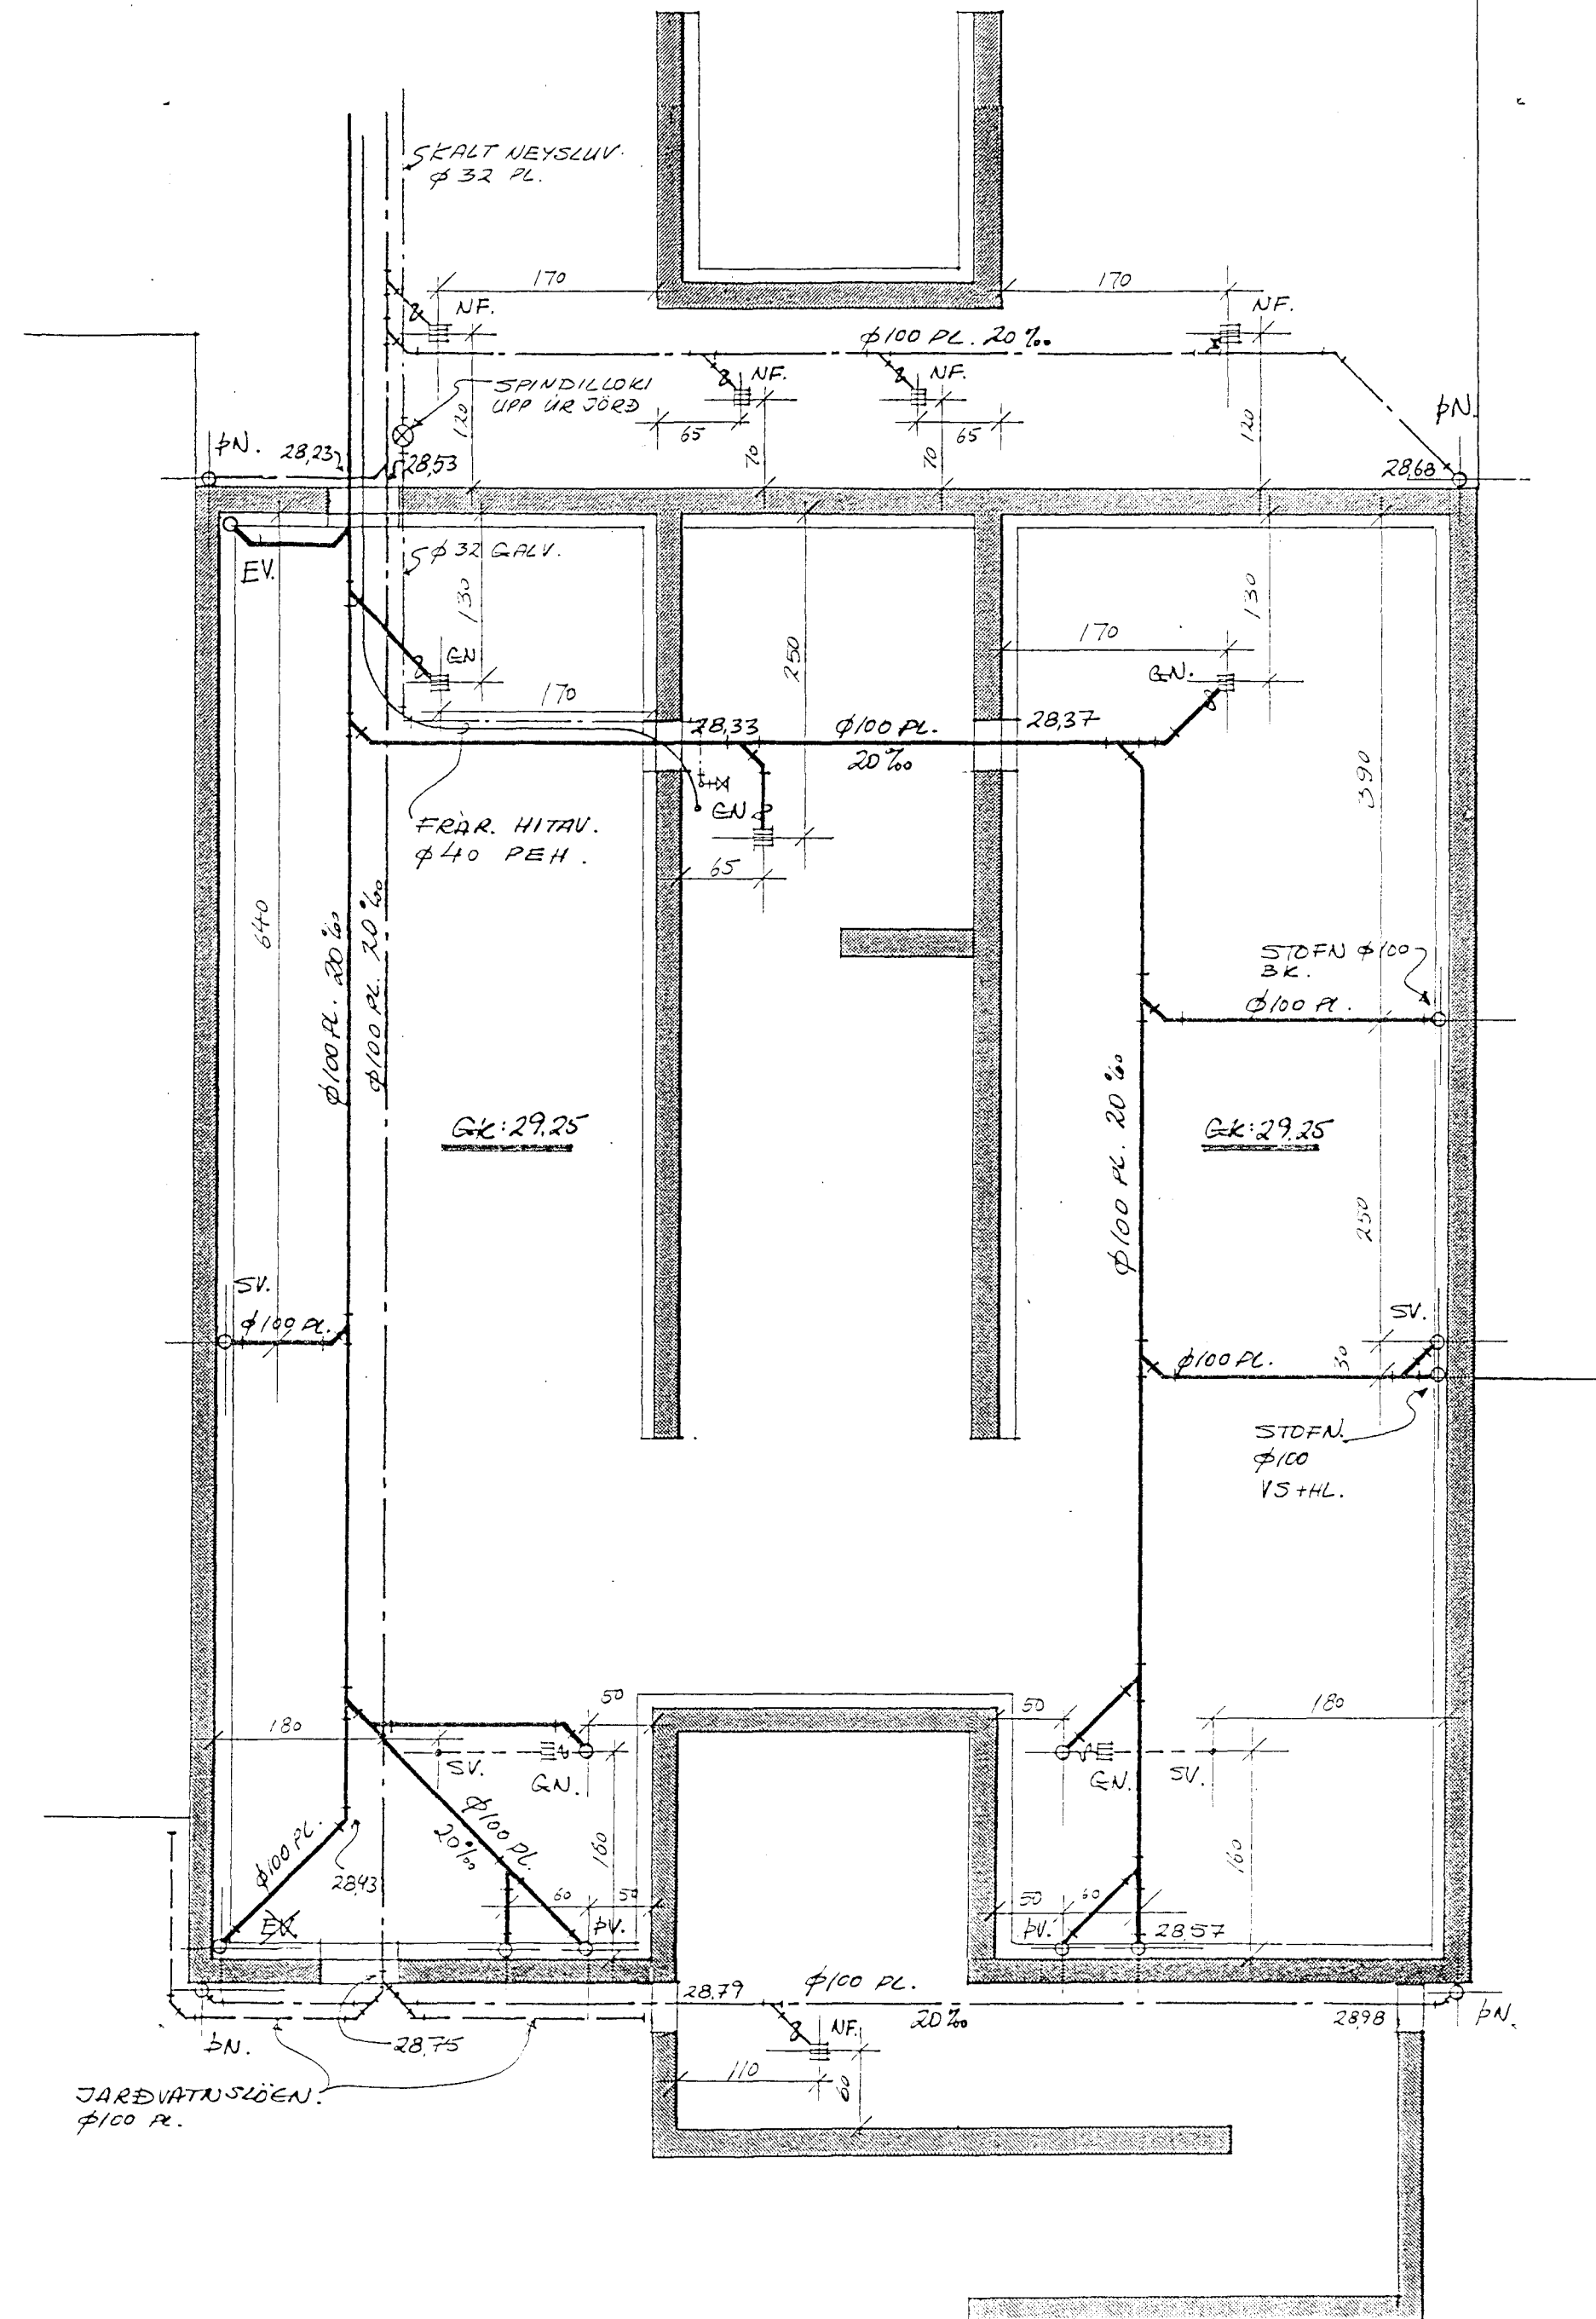 SKALT NEYSLUV.
φ 32 PL.
170
170
NF.
NF.
φ100 PL. 20‰
NF.
NF.
SPINDILLOKI
UPP ÚR JÖRÐ
120
65
65
120
70
70
ÞN.
ÞN.
28,23
28,53
28,68
EV.
φ 32 GALV.
130
130
250
170
GN
GN.
170
28,33
φ100 PL.
20‰
28,37
390
GN
65
FRÁR. HITAV.
φ40 PEH.
640
φ100 PL. 20‰
φ100 PL. 20‰
STOFN φ100
BK.
φ100 PL.
φ100 PL. 20‰
GK: 29.25
GK: 29.25
250
SV.
φ100 PL.
SV.
φ100 PL.
30
STOFN.
φ100
VS+HL.
50
50
180
180
SV.
GN.
GN.
SV.
φ100 PL.
20‰
φ100 PL.
160
160
28,43
60
50
50
60
EV.
ÞV.
ÞV.
28,57
28,79
φ100 PL.
20‰
28,98
ÞN.
ÞN.
28,75
NF.
110
60
JARÐVATNSLÖGN.
φ100 PL.